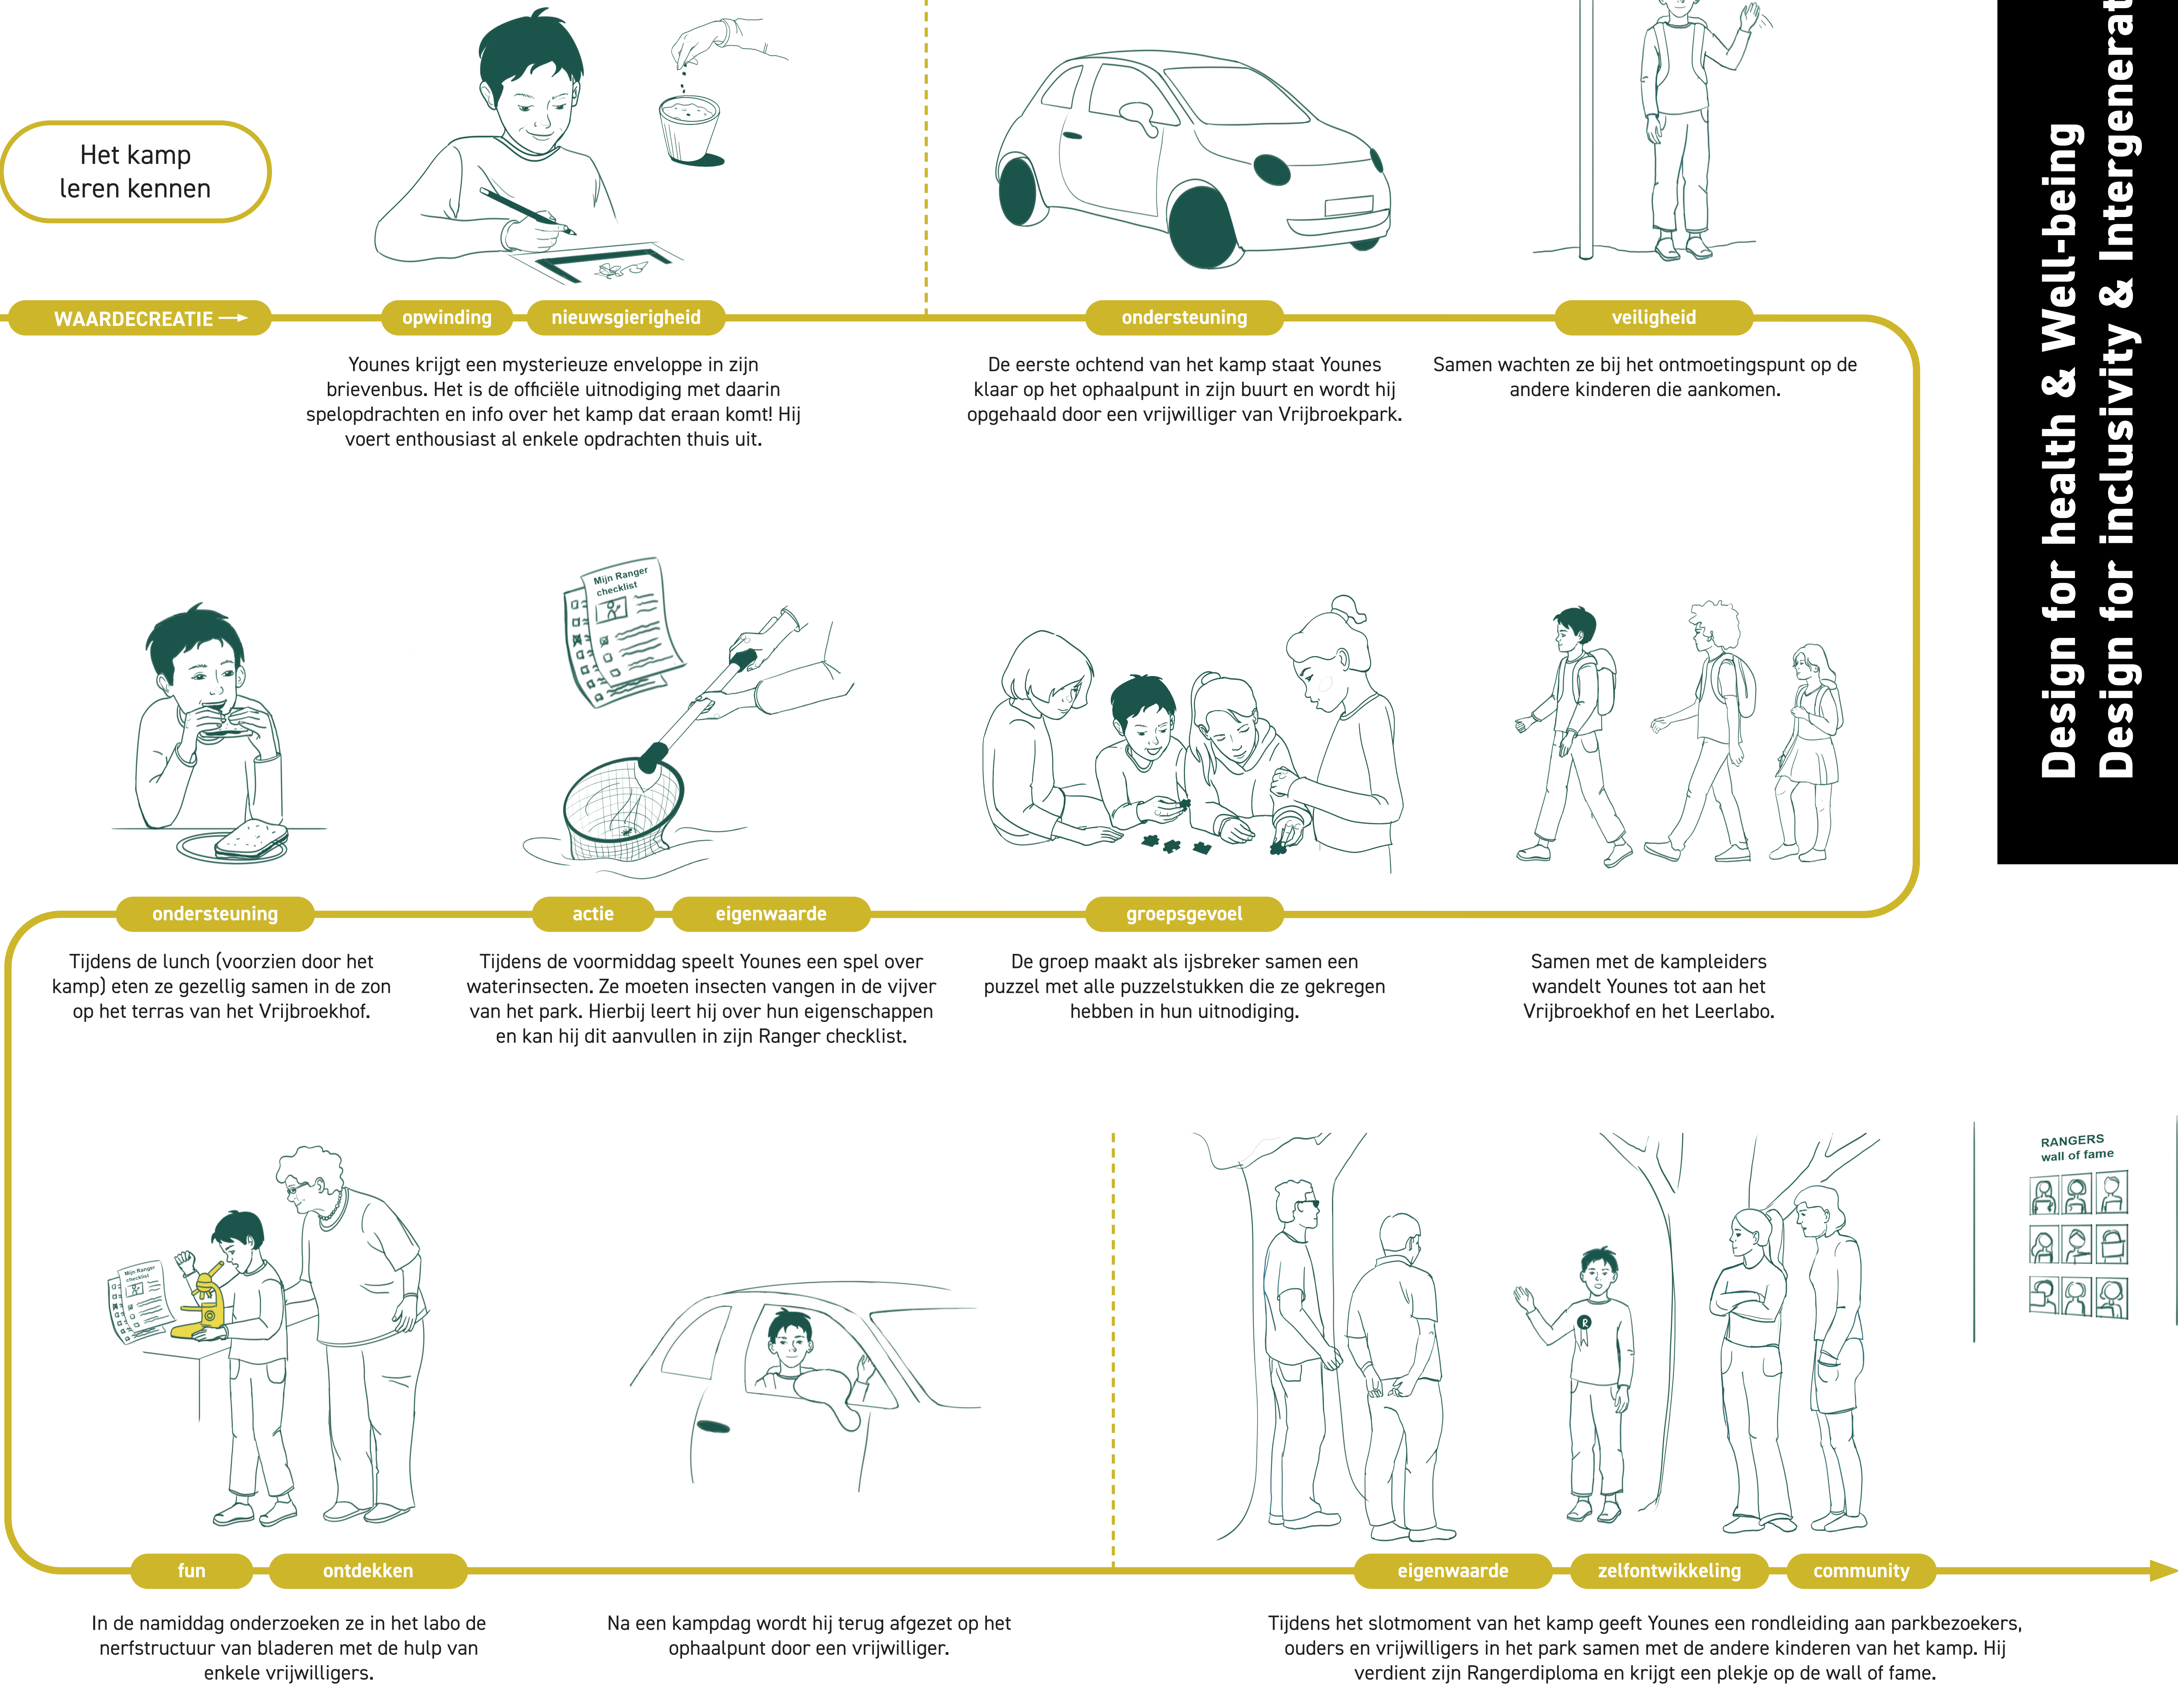 Het kamp
leren kennen
WAARDECREATIE
opwinding
nieuwsgierigheid
ondersteuning
veiligheid
Younes krijgt een mysterieuze enveloppe in zijn
brievenbus. Het is de officiële uitnodiging met daarin
spelopdrachten en info over het kamp dat eraan komt! Hij
voert enthousiast al enkele opdrachten thuis uit.
De eerste ochtend van het kamp staat Younes
klaar op het ophaalpunt in zijn buurt en wordt hij
opgehaald door een vrijwilliger van Vrijbroekpark.
Samen wachten ze bij het ontmoetingspunt op de
andere kinderen die aankomen.
Design for health & Well-being
Design for inclusivity & Intergenerat
Mijn Ranger
checklist
groepsgevoel
Samen met de kampleiders
wandelt Younes tot aan het
Vrijbroekhof en het Leerlabo.
De groep maakt als ijsbreker samen een
puzzel met alle puzzelstukken die ze gekregen
hebben in hun uitnodiging.
actie
eigenwaarde
Tijdens de voormiddag speelt Younes een spel over
waterinsecten. Ze moeten insecten vangen in de vijver
van het park. Hierbij leert hij over hun eigenschappen
en kan hij dit aanvullen in zijn Ranger checklist.
ondersteuning
Tijdens de lunch (voorzien door het
kamp) eten ze gezellig samen in de zon
op het terras van het Vrijbroekhof.
Mijn Ranger
checklist
R
RANGERS
wall of fame
fun
ontdekken
In de namiddag onderzoeken ze in het labo de
nerfstructuur van bladeren met de hulp van
enkele vrijwilligers.
Na een kampdag wordt hij terug afgezet op het
ophaalpunt door een vrijwilliger.
eigenwaarde
zelfontwikkeling
community
Tijdens het slotmoment van het kamp geeft Younes een rondleiding aan parkbezoekers,
ouders en vrijwilligers in het park samen met de andere kinderen van het kamp. Hij
verdient zijn Rangerdiploma en krijgt een plekje op de wall of fame.